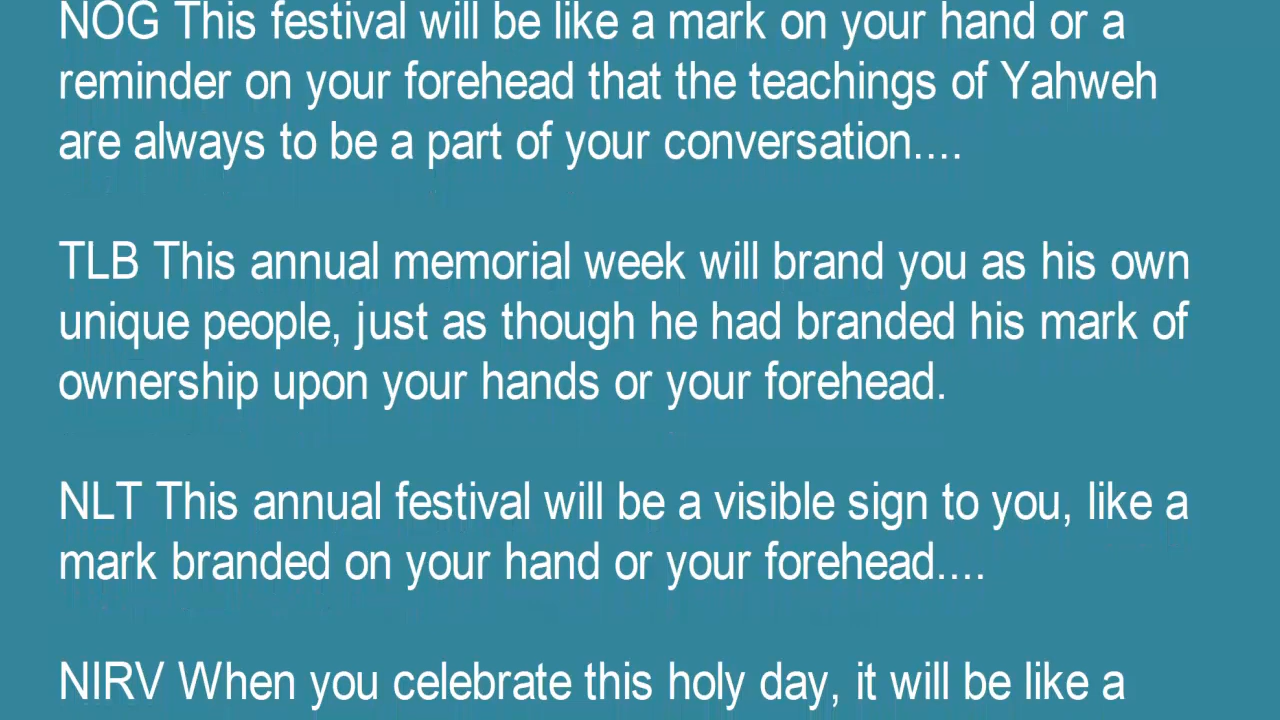 NOG This festival will be like a mark on your hand or a
reminder on your forehead that the teachings of Yahweh
are always to be a part of your conversation....
TLB This annual memorial week will brand you as his own
unique people, just as though he had branded his mark of
ownership upon your hands or your forehead.
NLT This annual festival will be a visible sign to you, like a
mark branded on your hand or your forehead....
NIRV When you celebrate this holy day, it will be like a